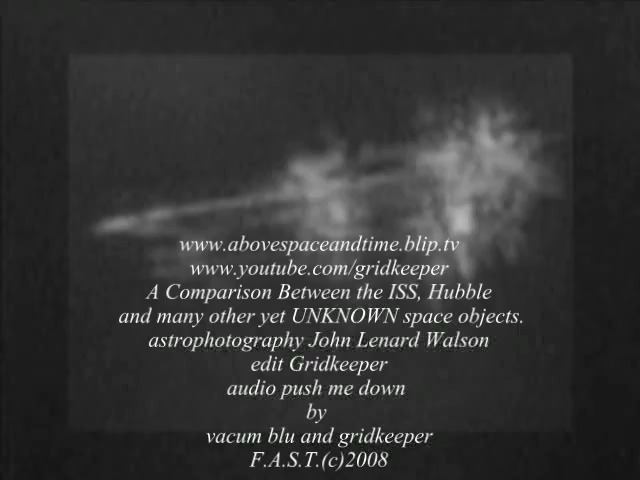 www.abovespaceandtime.blip.tv
www.youtube.com/gridkeeper
A Comparison Between the ISS, Hubble
and many other yet UNKNOWN space objects.
astrophotography John Lenard Walson
edit Gridkeeper
audio push me down
by
vacum blu and gridkeeper
F.A.S.T.(c)2008